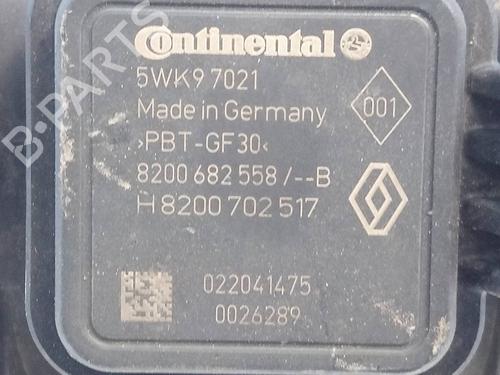 Continental
5WK9 7021
Made in Germany
001
>PBT-GF30<
8200 682 558 /--B
H 8200 702 517
022041475
0026289
B-PARTS